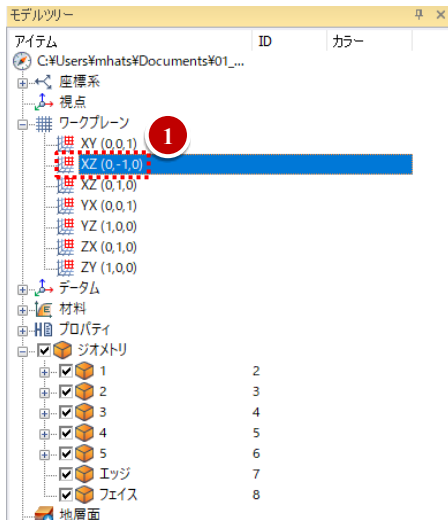 モデルツリー
アイテム ID カラー
C:¥Users¥mhats¥Documents¥01_...
座標系
視点
ワークプレーン
1
XY (0,0,1)
XZ (0,-1,0)
XZ (0,1,0)
YX (0,0,1)
YZ (1,0,0)
ZX (0,1,0)
ZY (1,0,0)
データム
材料
プロパティ
ジオメトリ
1 2
2 3
3 4
4 5
5 6
エッジ 7
フェイス 8
地層面